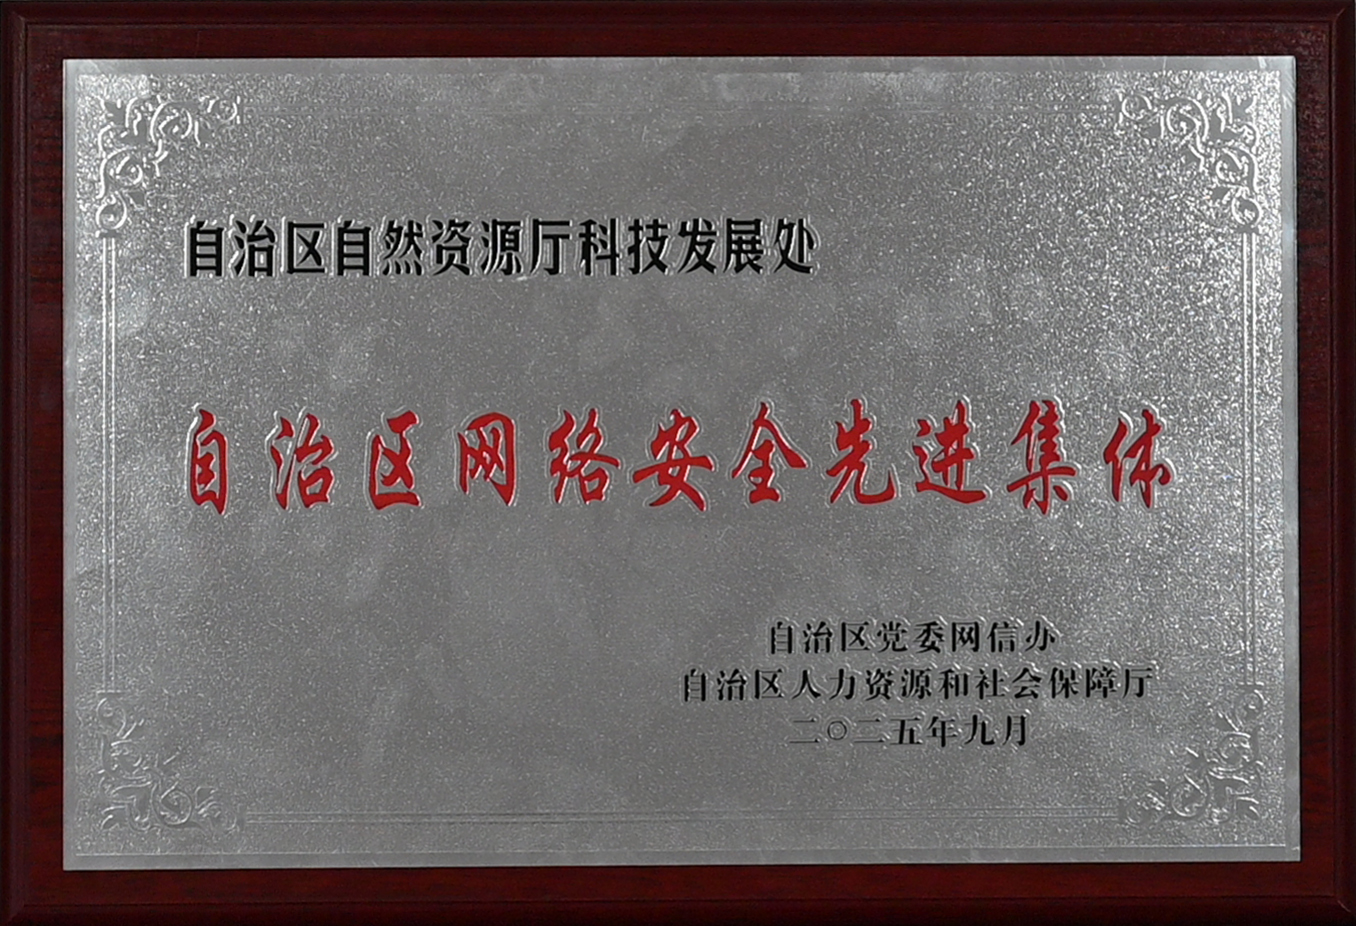 自治区自然资源厅科技发展处
自治区网络安全先进集体
自治区党委网信办
自治区人力资源和社会保障厅
二〇二五年九月